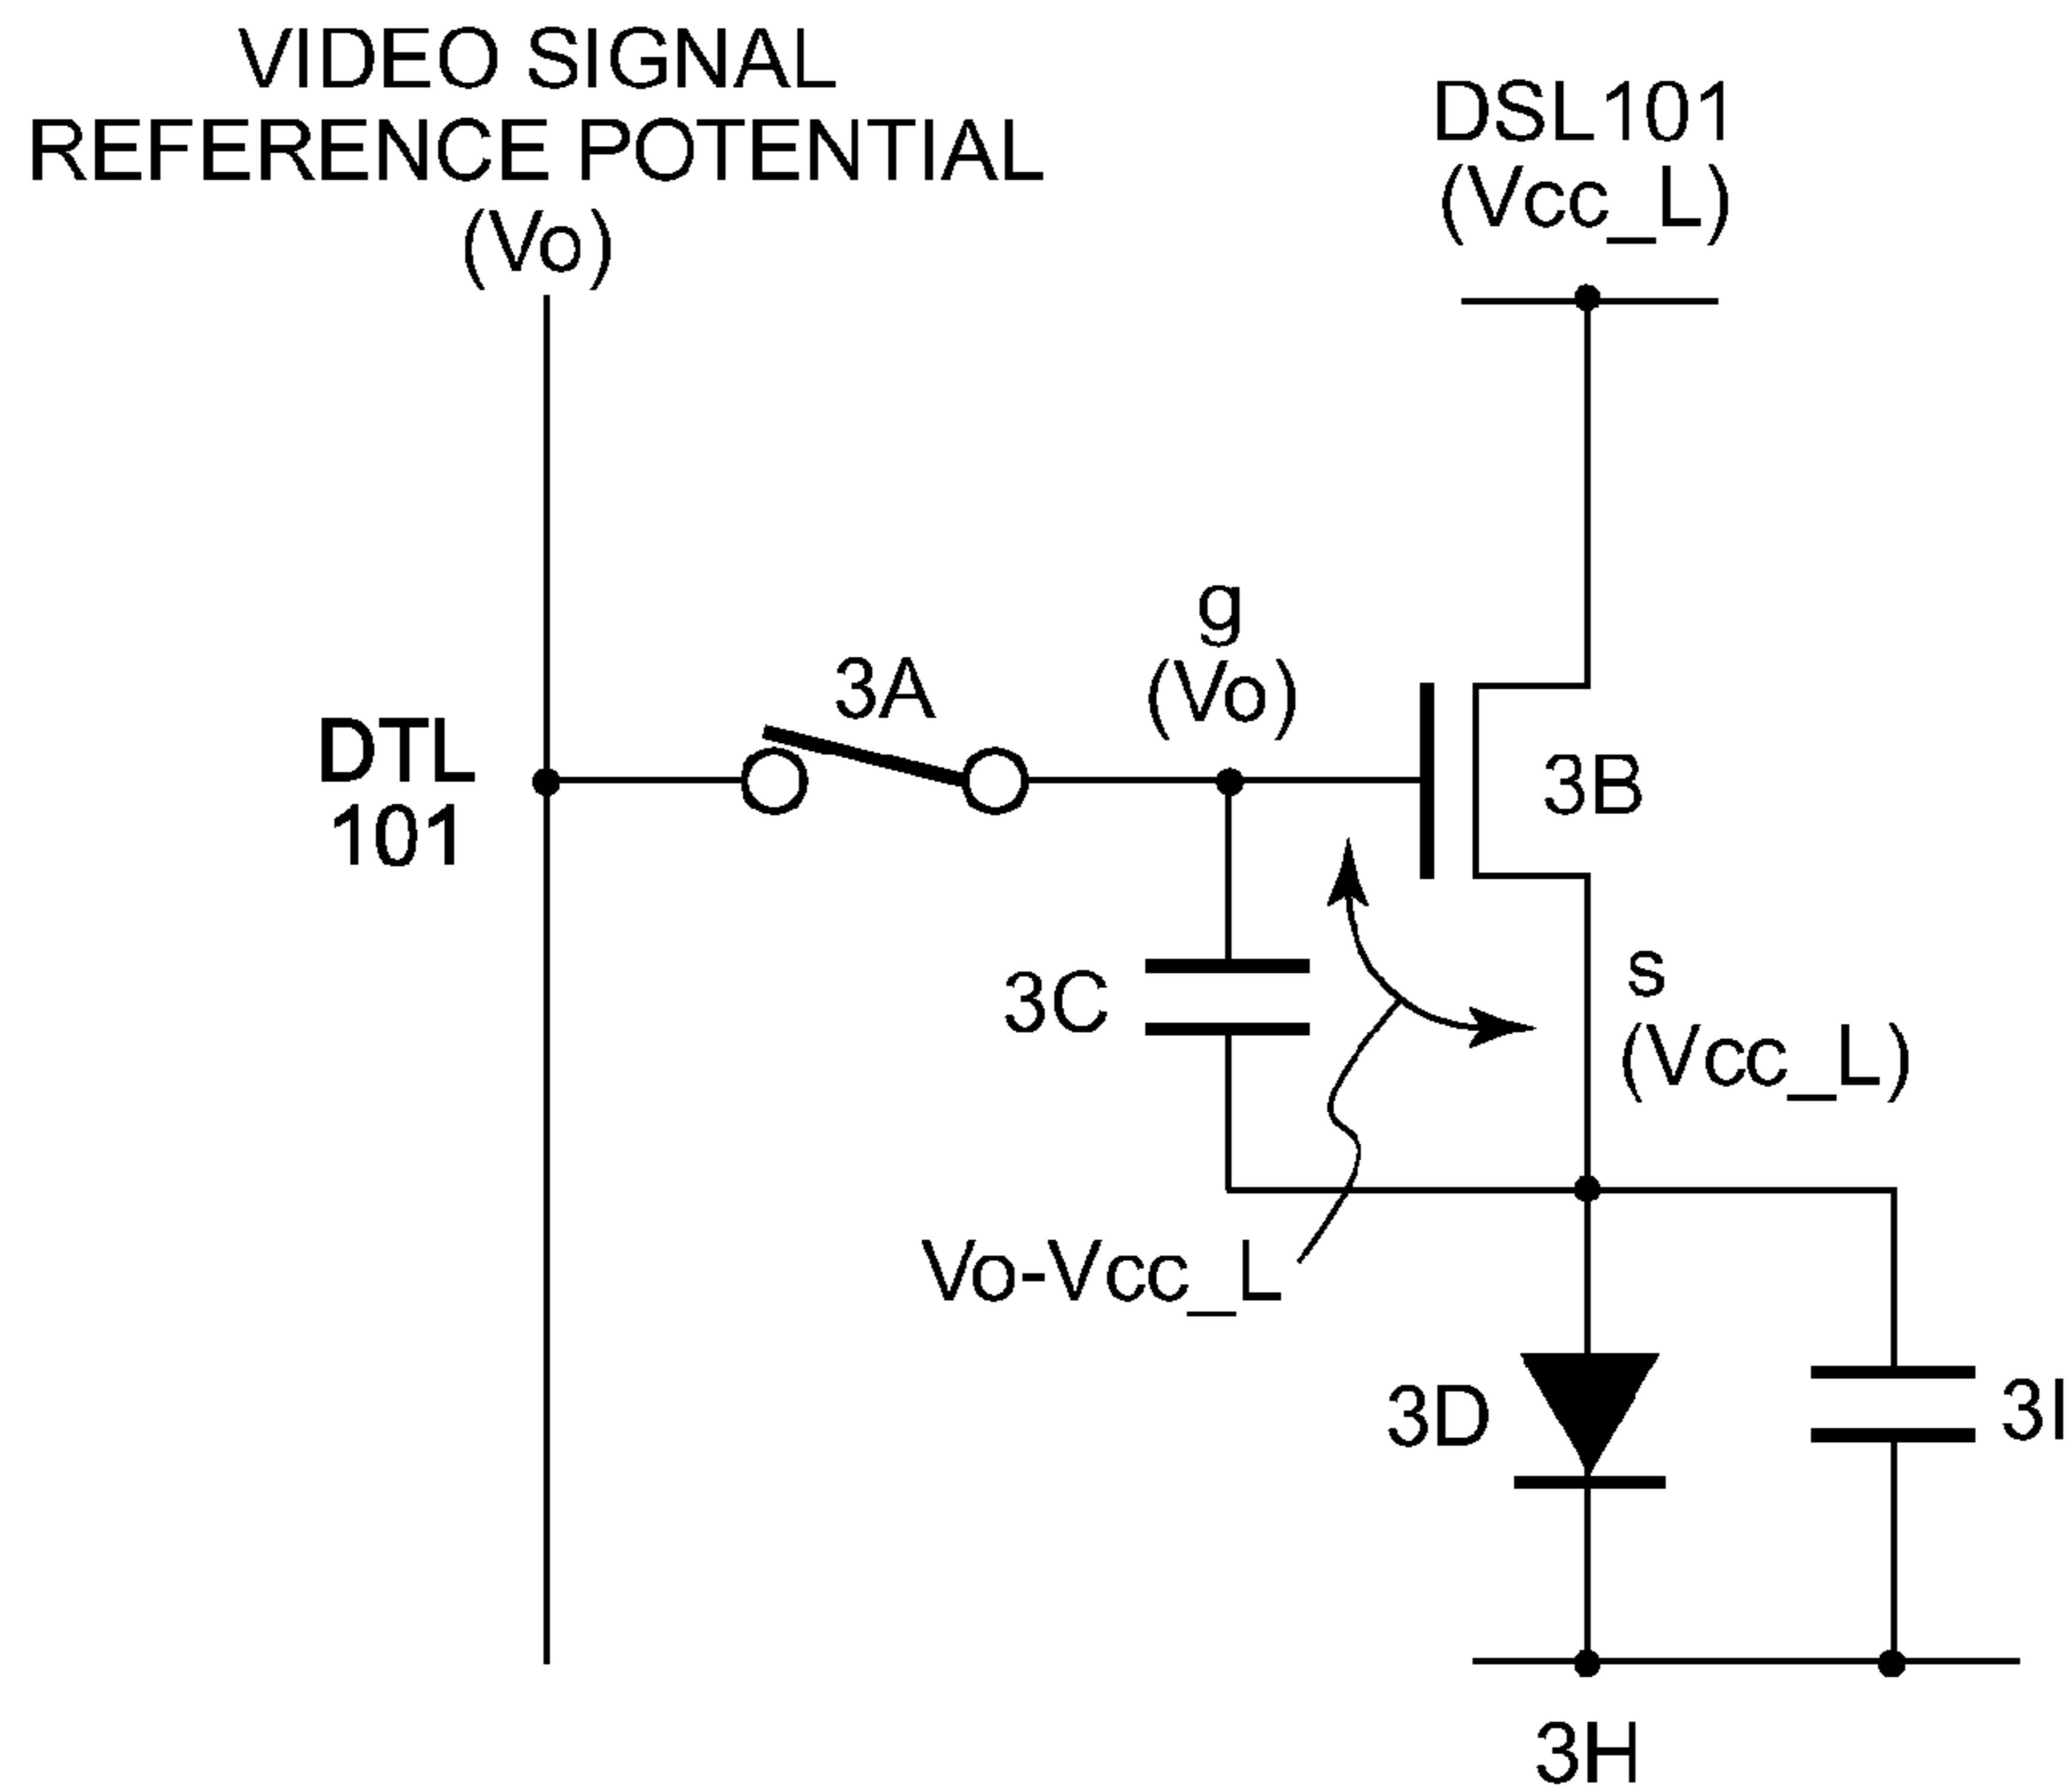 VIDEO SIGNAL
REFERENCE POTENTIAL
(Vo)
DSL101
(Vcc_L)
g
(Vo)
3A
DTL
101
3B
3C
s
(Vcc_L)
Vo-Vcc_L
3D
3I
3H